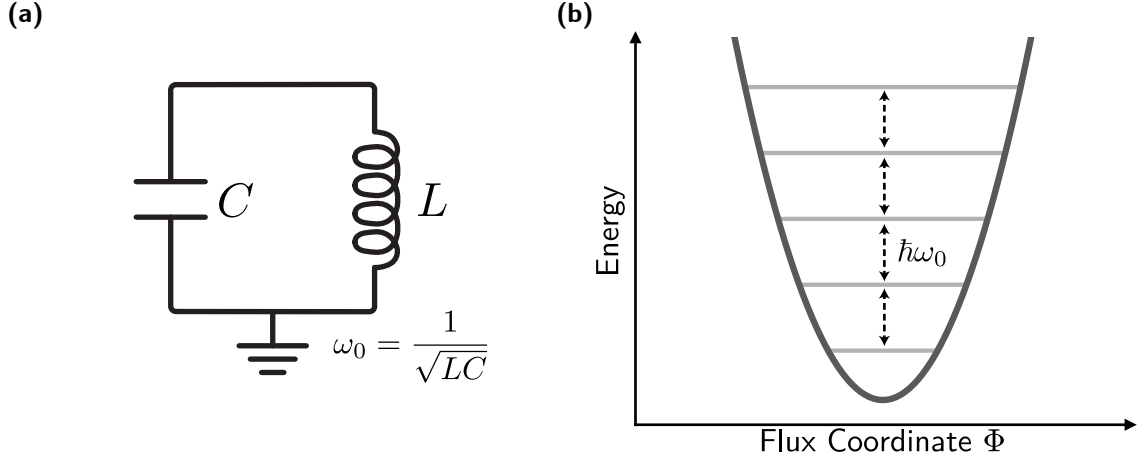 (a)
C
L
ω₀ = 1/√LC
(b)
Energy
ħω₀
Flux Coordinate Φ